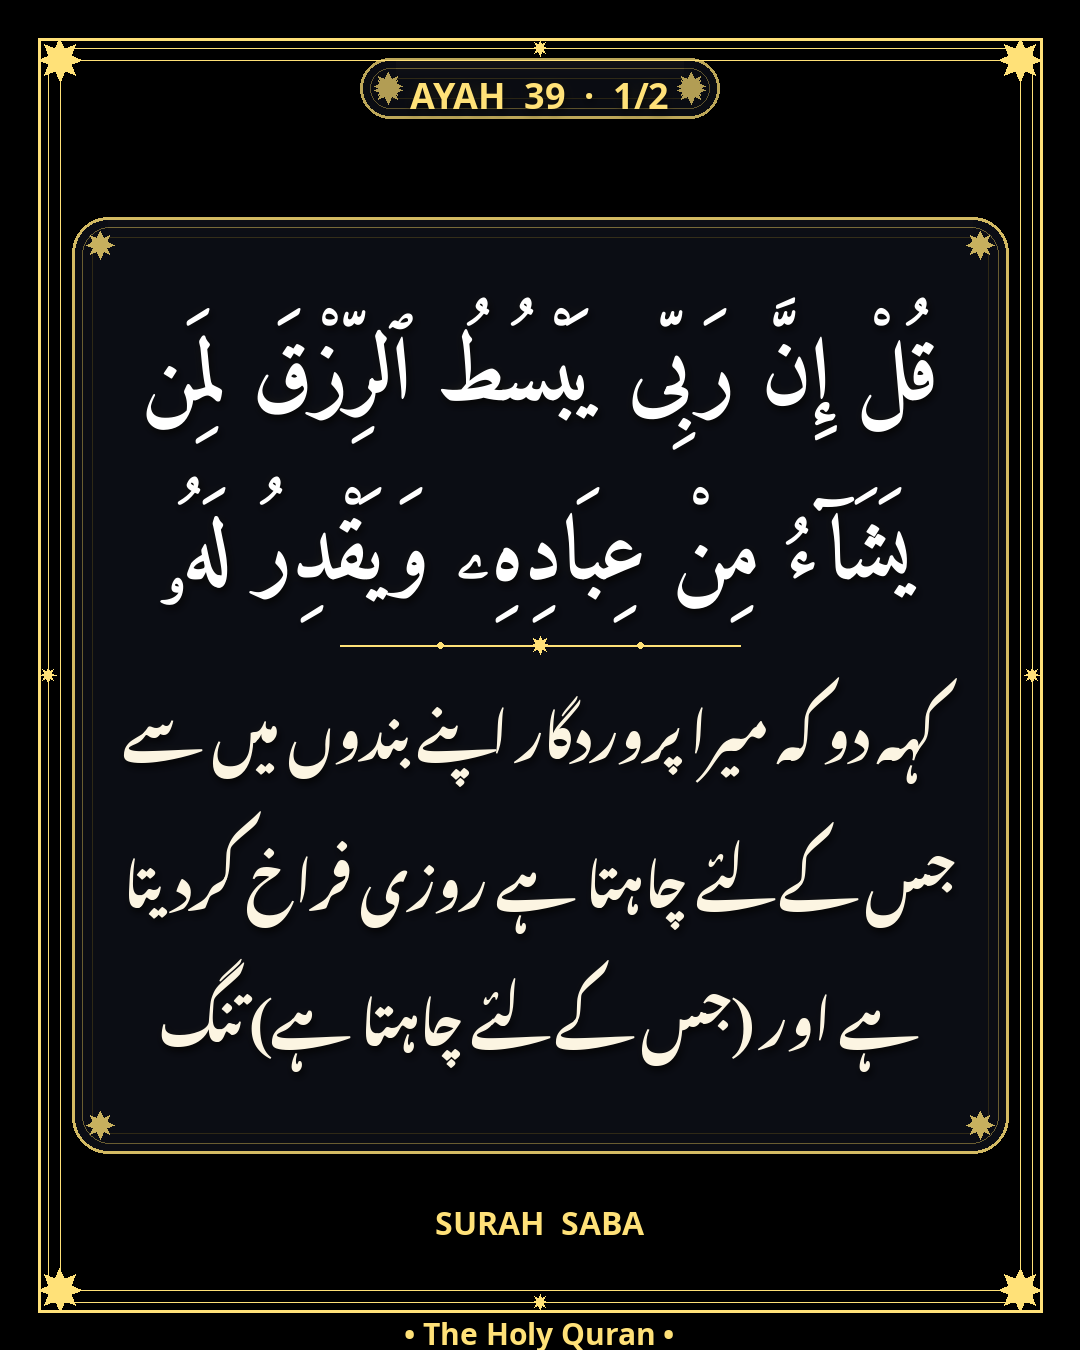 AYAH 39 · 1/2
قُلْ إِنَّ رَبِّى يَبْسُطُ ٱلرِّزْقَ لِمَن
يَشَآءُ مِنْ عِبَادِهِۦ وَيَقْدِرُ لَهُۥ
کہہ دو کہ میرا پروردگار اپنے بندوں میں سے
جس کے لئے چاہتا ہے روزی فراخ کردیتا
ہے اور (جس کے لئے چاہتا ہے) تنگ
SURAH SABA
• The Holy Quran •